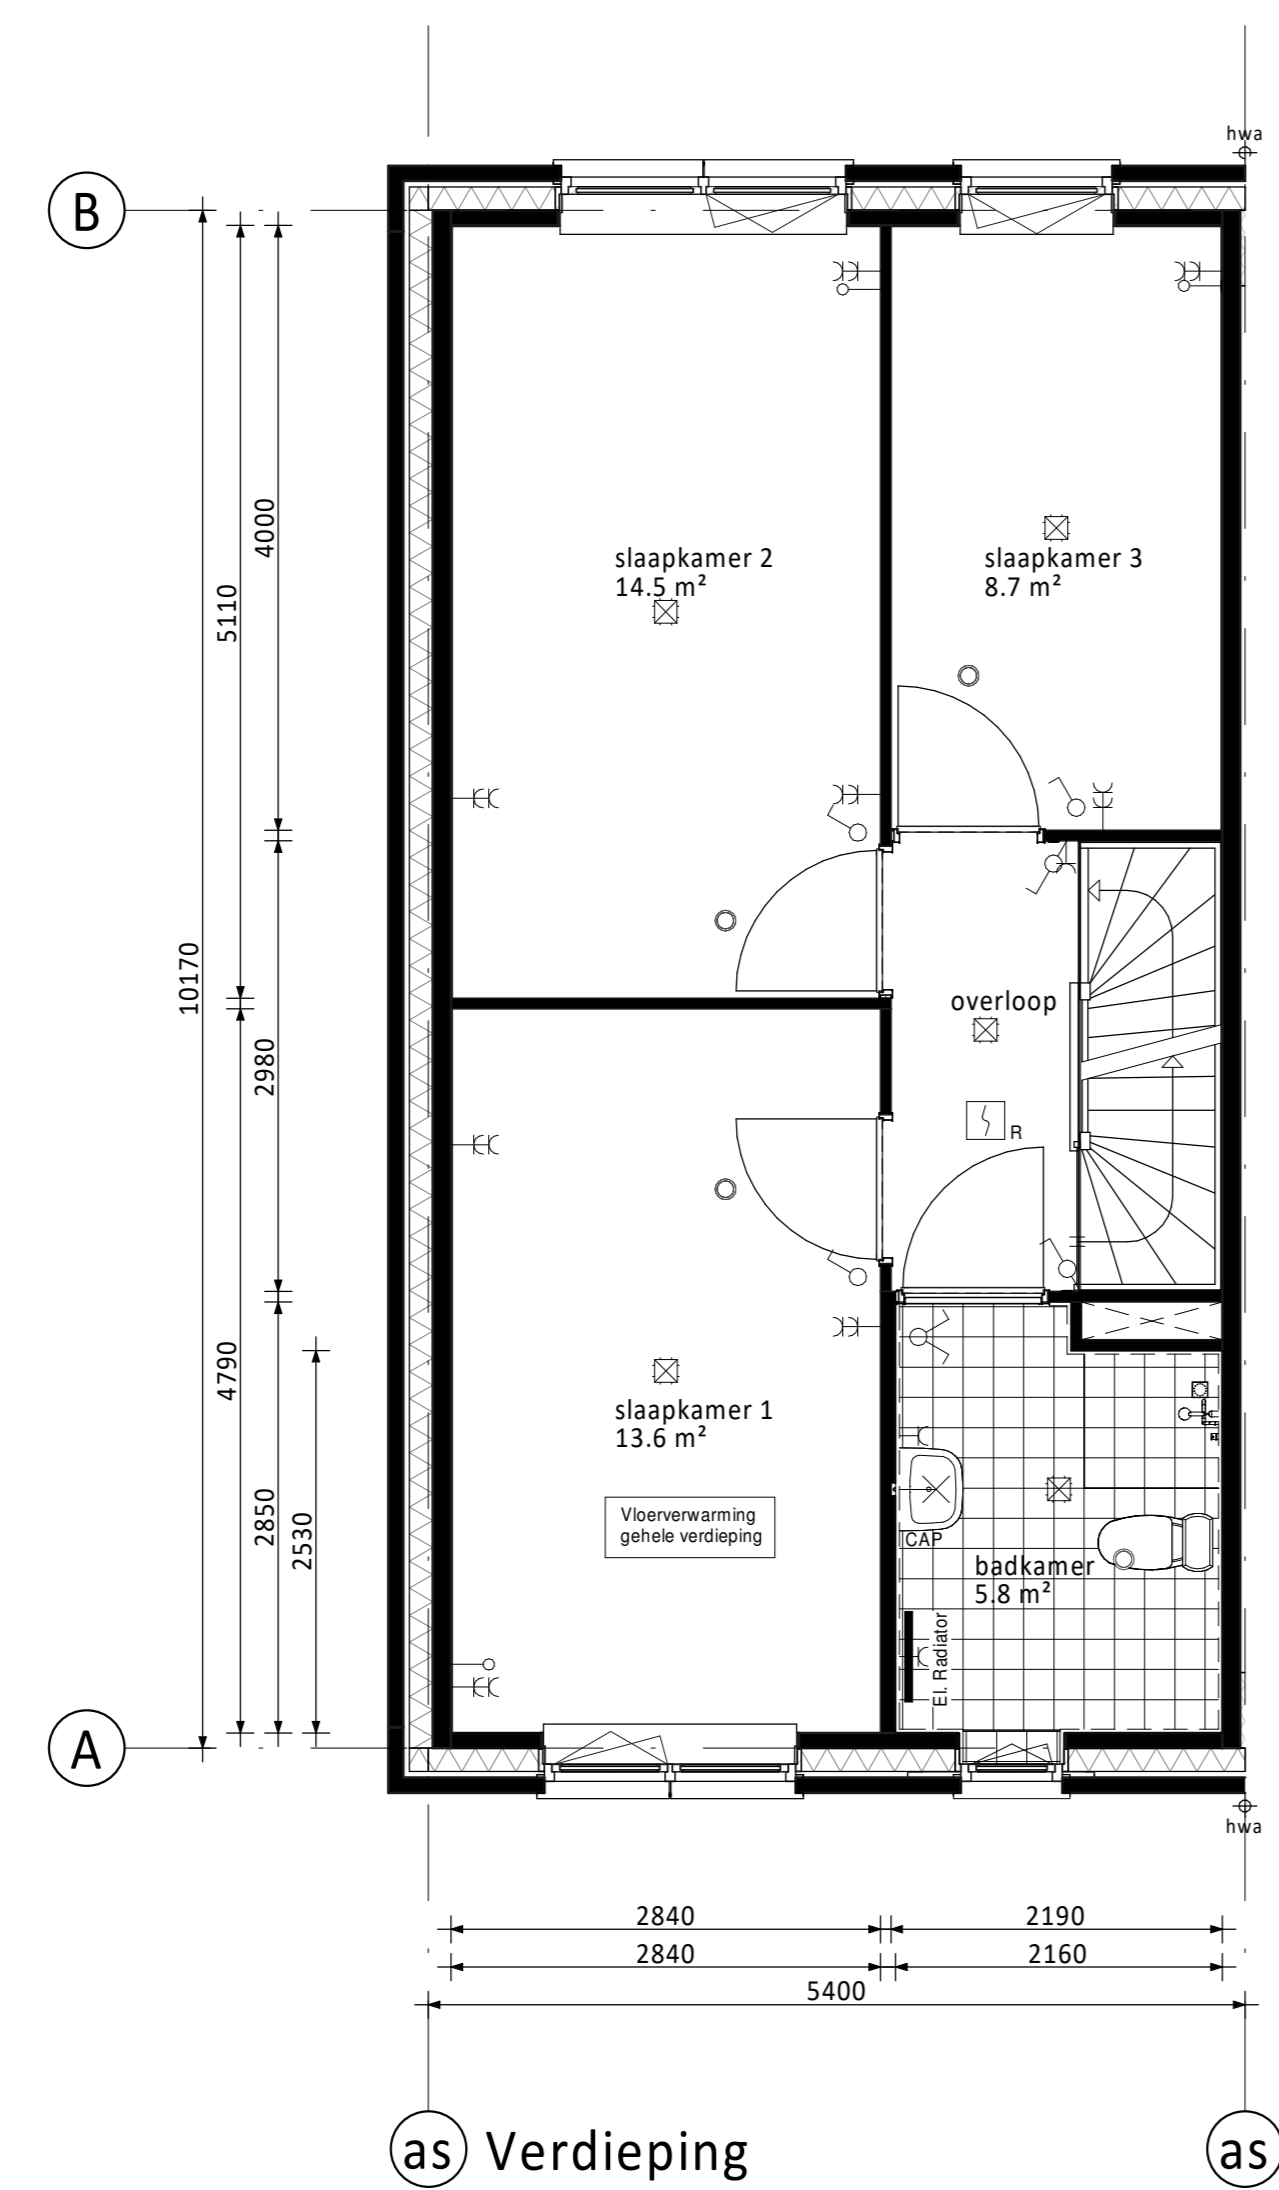 hwa
B
4000
5110
slaapkamer 2
14.5 m²
slaapkamer 3
8.7 m²
10170
2980
overloop
R
4790
2850
2530
slaapkamer 1
13.6 m²
Vloerverwarming
gehele verdieping
CAP
badkamer
5.8 m²
El. Radiator
A
hwa
2840
2190
2840
2160
5400
as
Verdieping
as